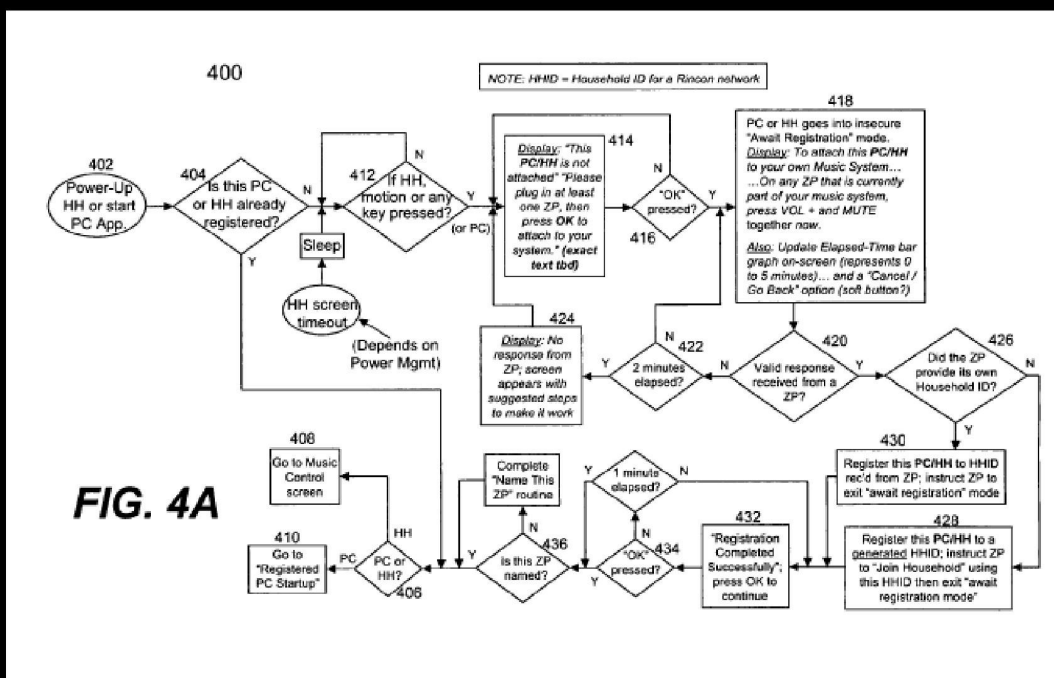 400
NOTE: HHID = Household ID for a Rincon network
402
Power-Up
HH or start
PC App.
404
Is this PC
or HH already
registered?
N
Y
Sleep
HH screen
timeout
(Depends on
Power Mgmt)
412
If HH,
motion or any
key pressed?
N
Y
(or PC)
414
Display: "This
PC/HH is not
attached" "Please
plug in at least
one ZP, then
press OK to
attach to your
system." (exact
text tbd)
"OK"
pressed?
416
N
Y
418
PC or HH goes into insecure
"Await Registration" mode.
Display: To attach this PC/HH
to your own Music System…
…On any ZP that is currently
part of your music system,
press VOL + and MUTE
together now.
Also: Update Elapsed-Time bar
graph on-screen (represents 0
to 5 minutes)… and a "Cancel /
Go Back" option (soft button?)
420
Valid response
received from a
ZP?
N
Y
422
2 minutes
elapsed?
N
Y
424
Display: No
response from
ZP; screen
appears with
suggested steps
to make it work
426
Did the ZP
provide its own
Household ID?
N
Y
430
Register this PC/HH to HHID
rec'd from ZP; instruct ZP to
exit "await registration" mode
428
Register this PC/HH to a
generated HHID; instruct ZP
to "Join Household" using
this HHID then exit "await
registration mode"
432
"Registration
Completed
Successfully";
press OK to
continue
434
"OK"
pressed?
N
Y
1 minute
elapsed?
Y
N
436
Is this ZP
named?
N
Y
Complete
"Name This
ZP" routine
PC or
HH?
406
HH
PC
408
Go to Music
Control
screen
410
Go to
"Registered
PC Startup"
FIG. 4A